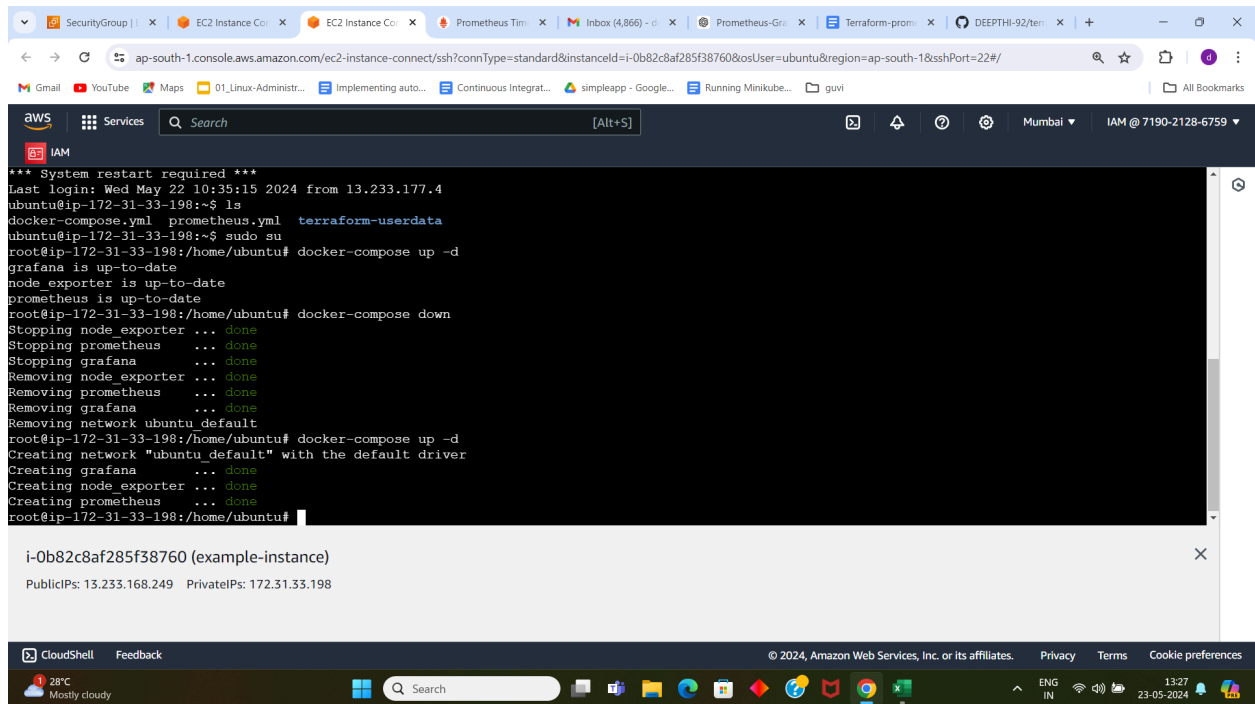 SecurityGroup | i
EC2 Instance Con
EC2 Instance Con
Prometheus Time
Inbox (4,866) - d
Prometheus-Gra
Terraform-prome
DEEPTHI-92/terr
ap-south-1.console.aws.amazon.com/ec2-instance-connect/ssh?connType=standard&instanceId=i-0b82c8af285f38760&osUser=ubuntu&region=ap-south-1&sshPort=22#/
d
Gmail YouTube Maps 01_Linux-Administr... Implementing auto... Continuous Integrat... simpleapp - Google... Running Minikube... guvi All Bookmarks
aws Services Search [Alt+S] Mumbai ▼ IAM @ 7190-2128-6759 ▼
IAM
*** System restart required ***
Last login: Wed May 22 10:35:15 2024 from 13.233.177.4
ubuntu@ip-172-31-33-198:~$ ls
docker-compose.yml prometheus.yml terraform-userdata
ubuntu@ip-172-31-33-198:~$ sudo su
root@ip-172-31-33-198:/home/ubuntu# docker-compose up -d
grafana is up-to-date
node_exporter is up-to-date
prometheus is up-to-date
root@ip-172-31-33-198:/home/ubuntu# docker-compose down
Stopping node_exporter ... done
Stopping prometheus ... done
Stopping grafana ... done
Removing node_exporter ... done
Removing prometheus ... done
Removing grafana ... done
Removing network ubuntu_default
root@ip-172-31-33-198:/home/ubuntu# docker-compose up -d
Creating network "ubuntu_default" with the default driver
Creating grafana ... done
Creating node_exporter ... done
Creating prometheus ... done
root@ip-172-31-33-198:/home/ubuntu#
i-0b82c8af285f38760 (example-instance)
PublicIPs: 13.233.168.249 PrivateIPs: 172.31.33.198
CloudShell Feedback © 2024, Amazon Web Services, Inc. or its affiliates. Privacy Terms Cookie preferences
1 28°C
Mostly cloudy
Search
ENG
IN
13:27
23-05-2024